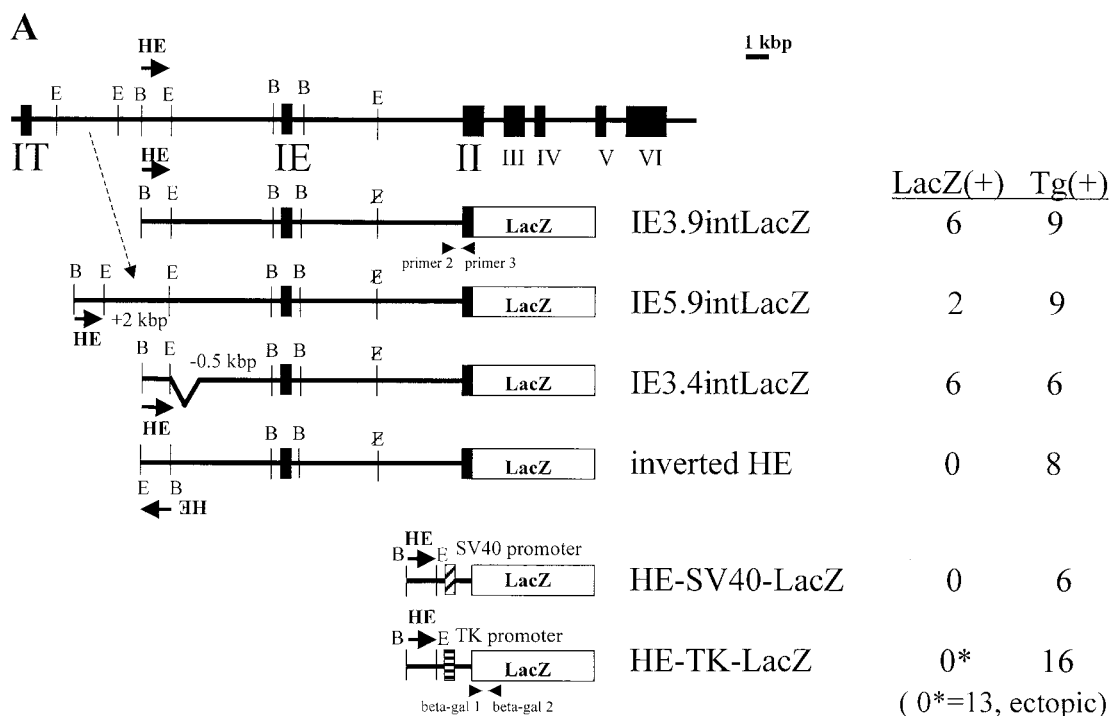 A
HE
1 kbp
E E B E B B E
IT IE II III IV V VI
HE
B E B B E
LacZ
primer 2 primer 3
IE3.9intLacZ
LacZ(+) Tg(+)
6 9
B E E B B E
+2 kbp
HE
LacZ
IE5.9intLacZ
2 9
B E -0.5 kbp B B E
HE
LacZ
IE3.4intLacZ
6 6
B B E
E B
HE
LacZ
inverted HE
0 8
HE
B E SV40 promoter
LacZ
HE-SV40-LacZ
0 6
HE
B E TK promoter
LacZ
beta-gal 1 beta-gal 2
HE-TK-LacZ
0* 16
( 0*=13, ectopic)